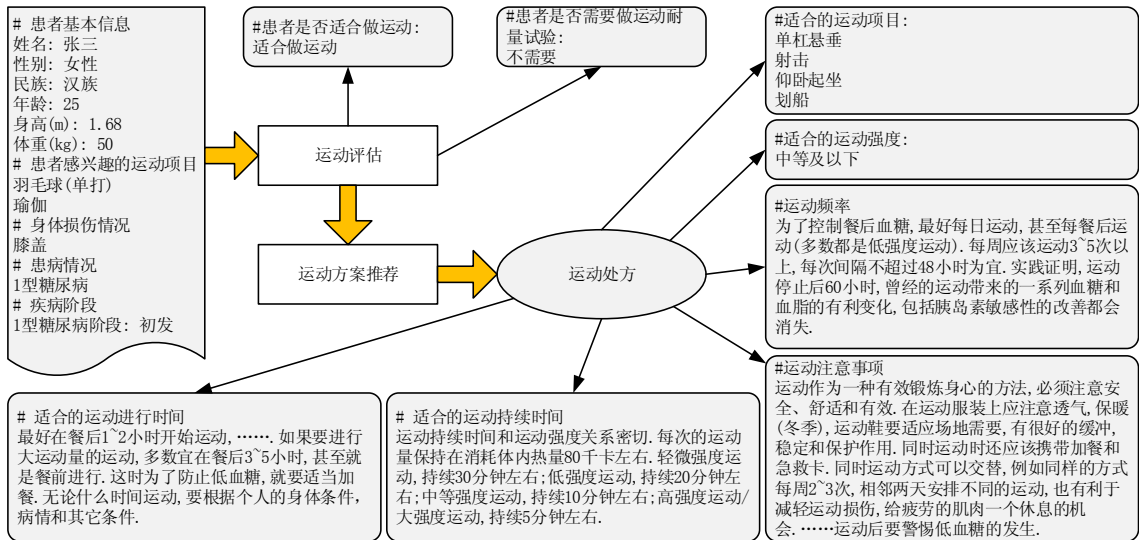 # 患者基本信息
姓名: 张三
性别: 女性
民族: 汉族
年龄: 25
身高(m): 1.68
体重(kg): 50
# 患者感兴趣的运动项目
羽毛球(单打)
瑜伽
# 身体损伤情况
膝盖
# 患病情况
1型糖尿病
# 疾病阶段
1型糖尿病阶段: 初发
#患者是否适合做运动:
适合做运动
#患者是否需要做运动耐
量试验:
不需要
运动评估
运动方案推荐
运动处方
#适合的运动项目:
单杠悬垂
射击
仰卧起坐
划船
#适合的运动强度:
中等及以下
#运动频率
为了控制餐后血糖,最好每日运动,甚至每餐后运
动(多数都是低强度运动).每周应该运动3~5次以
上,每次间隔不超过48小时为宜.实践证明,运动
停止后60小时,曾经的运动带来的一系列血糖和
血脂的有利变化,包括胰岛素敏感性的改善都会
消失.
#运动注意事项
运动作为一种有效锻炼身心的方法,必须注意安
全、舒适和有效.在运动服装上应注意透气,保暖
(冬季),运动鞋要适应场地需要,有很好的缓冲,
稳定和保护作用.同时运动时还应该携带加餐和
急救卡.同时运动方式可以交替,例如同样的方式
每周2~3次,相邻两天安排不同的运动,也有利于
减轻运动损伤,给疲劳的肌肉一个休息的机
会.……运动后要警惕低血糖的发生.
# 适合的运动进行时间
最好在餐后1~2小时开始运动,…….如果要进行
大运动量的运动,多数宜在餐后3~5小时,甚至就
是餐前进行.这时为了防止低血糖,就要适当加
餐.无论什么时间运动,要根据个人的身体条件,
病情和其它条件.
# 适合的运动持续时间
运动持续时间和运动强度关系密切.每次的运动
量保持在消耗体内热量80千卡左右.轻微强度运
动,持续30分钟左右;低强度运动,持续20分钟左
右;中等强度运动,持续10分钟左右;高强度运动/
大强度运动,持续5分钟左右.